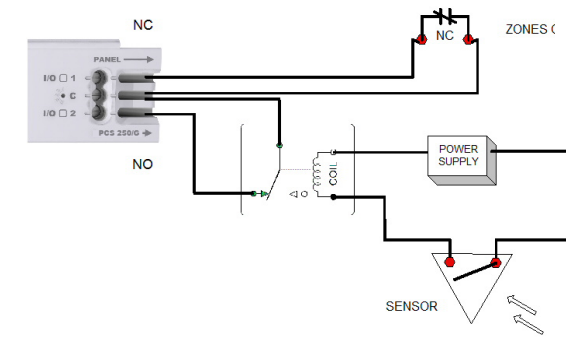 NC
NC
ZONES
PANEL
I/O 1
C
I/O 2
PCS 250/G
NO
COIL
POWER
SUPPLY
SENSOR